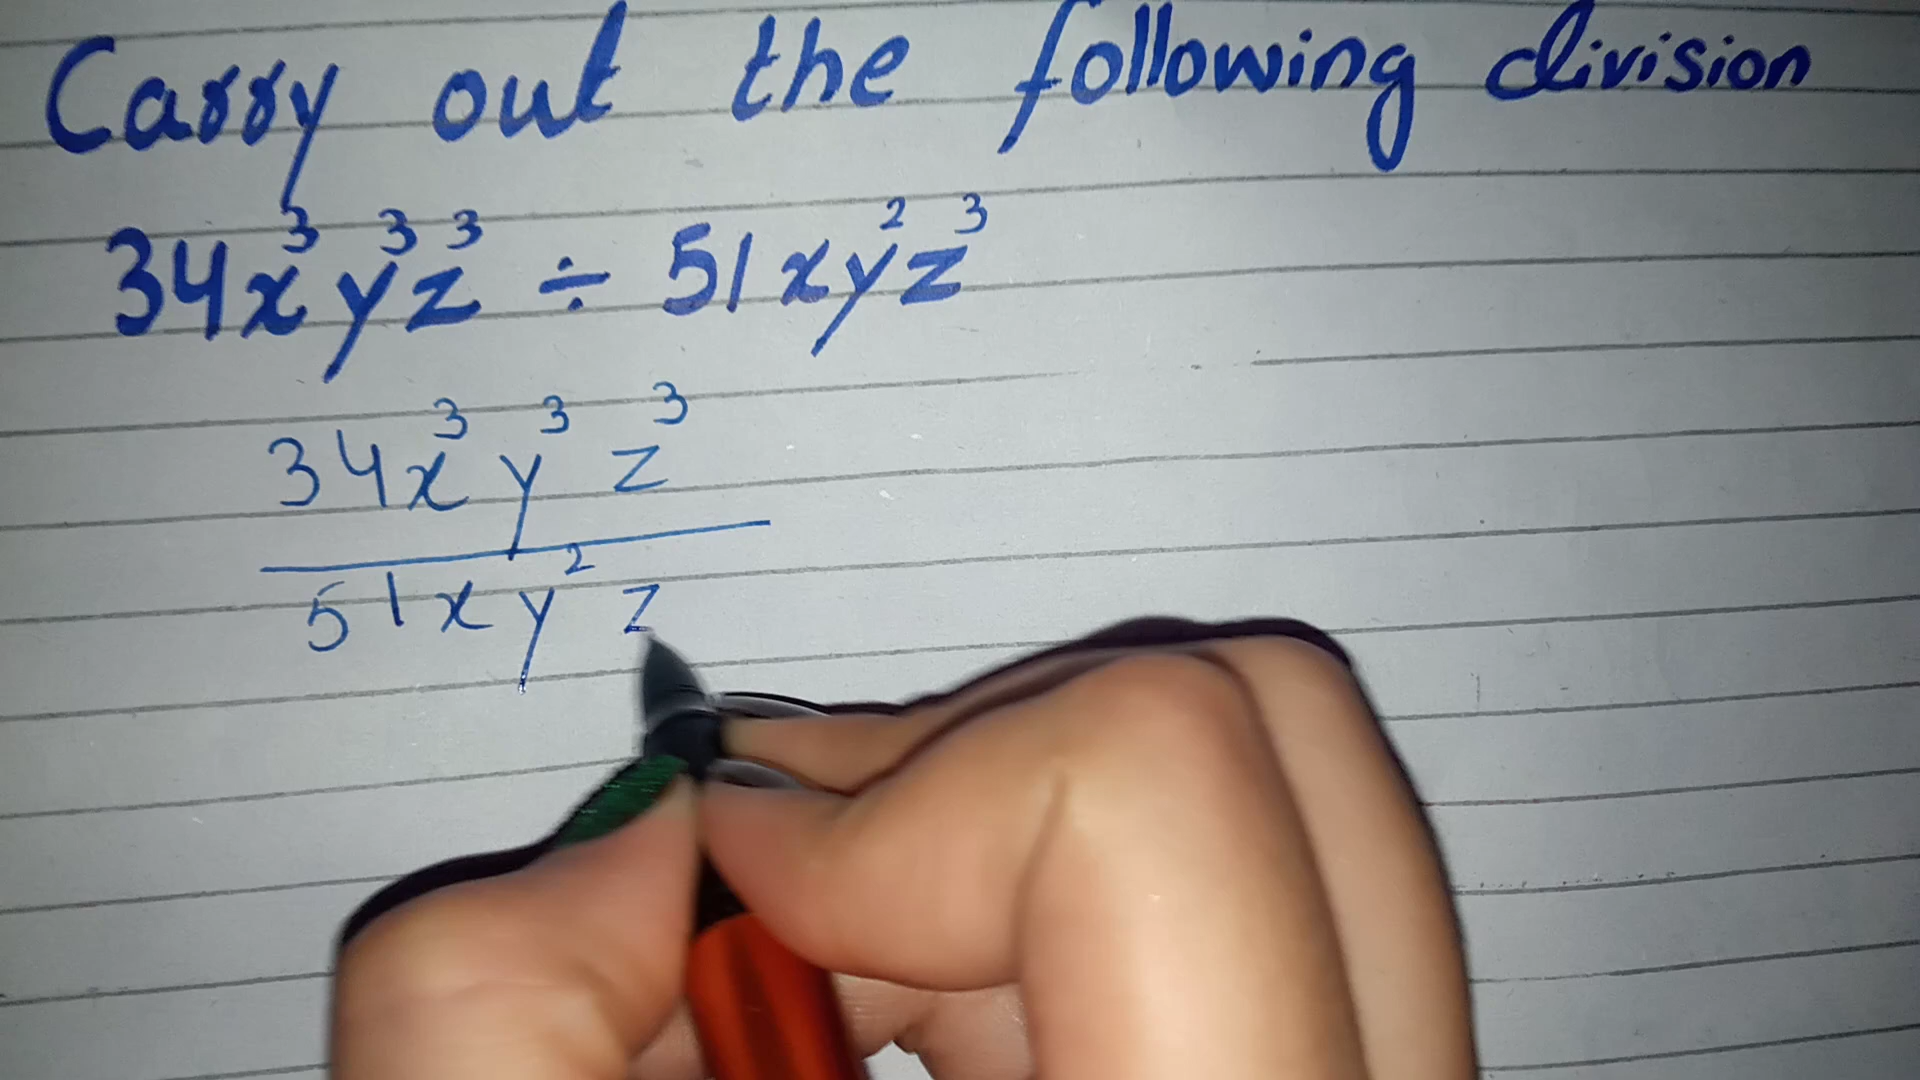 Carry out the following division
34x³y³z³ ÷ 51xy²z³
34x³y³z³
51xy²z